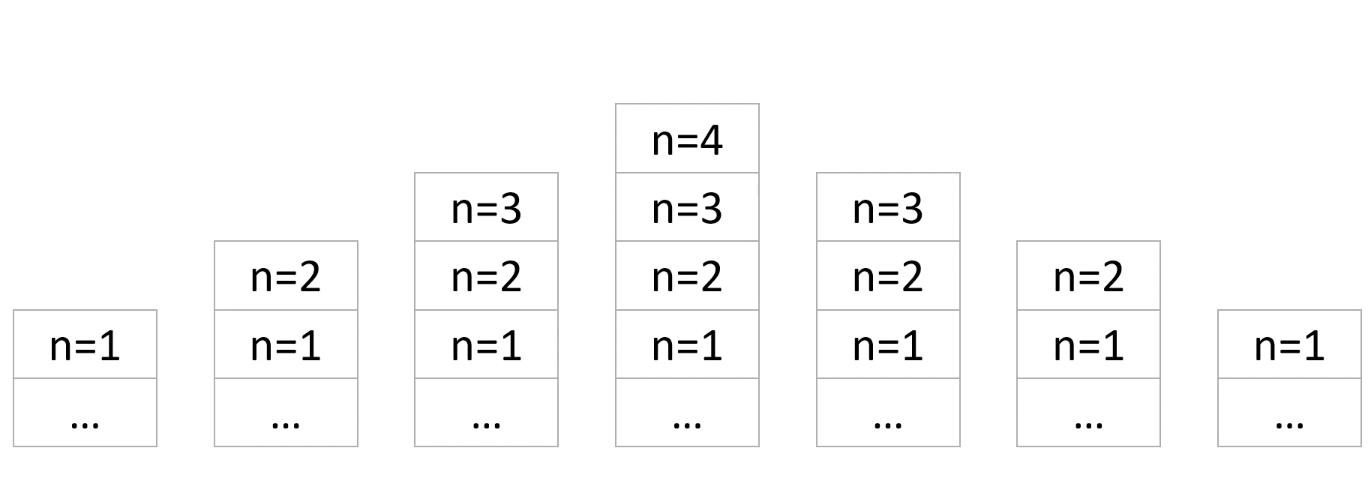 n=4
n=3 n=3 n=3
n=2 n=2 n=2 n=2 n=2
n=1 n=1 n=1 n=1 n=1 n=1 n=1
... ... ... ... ... ... ...